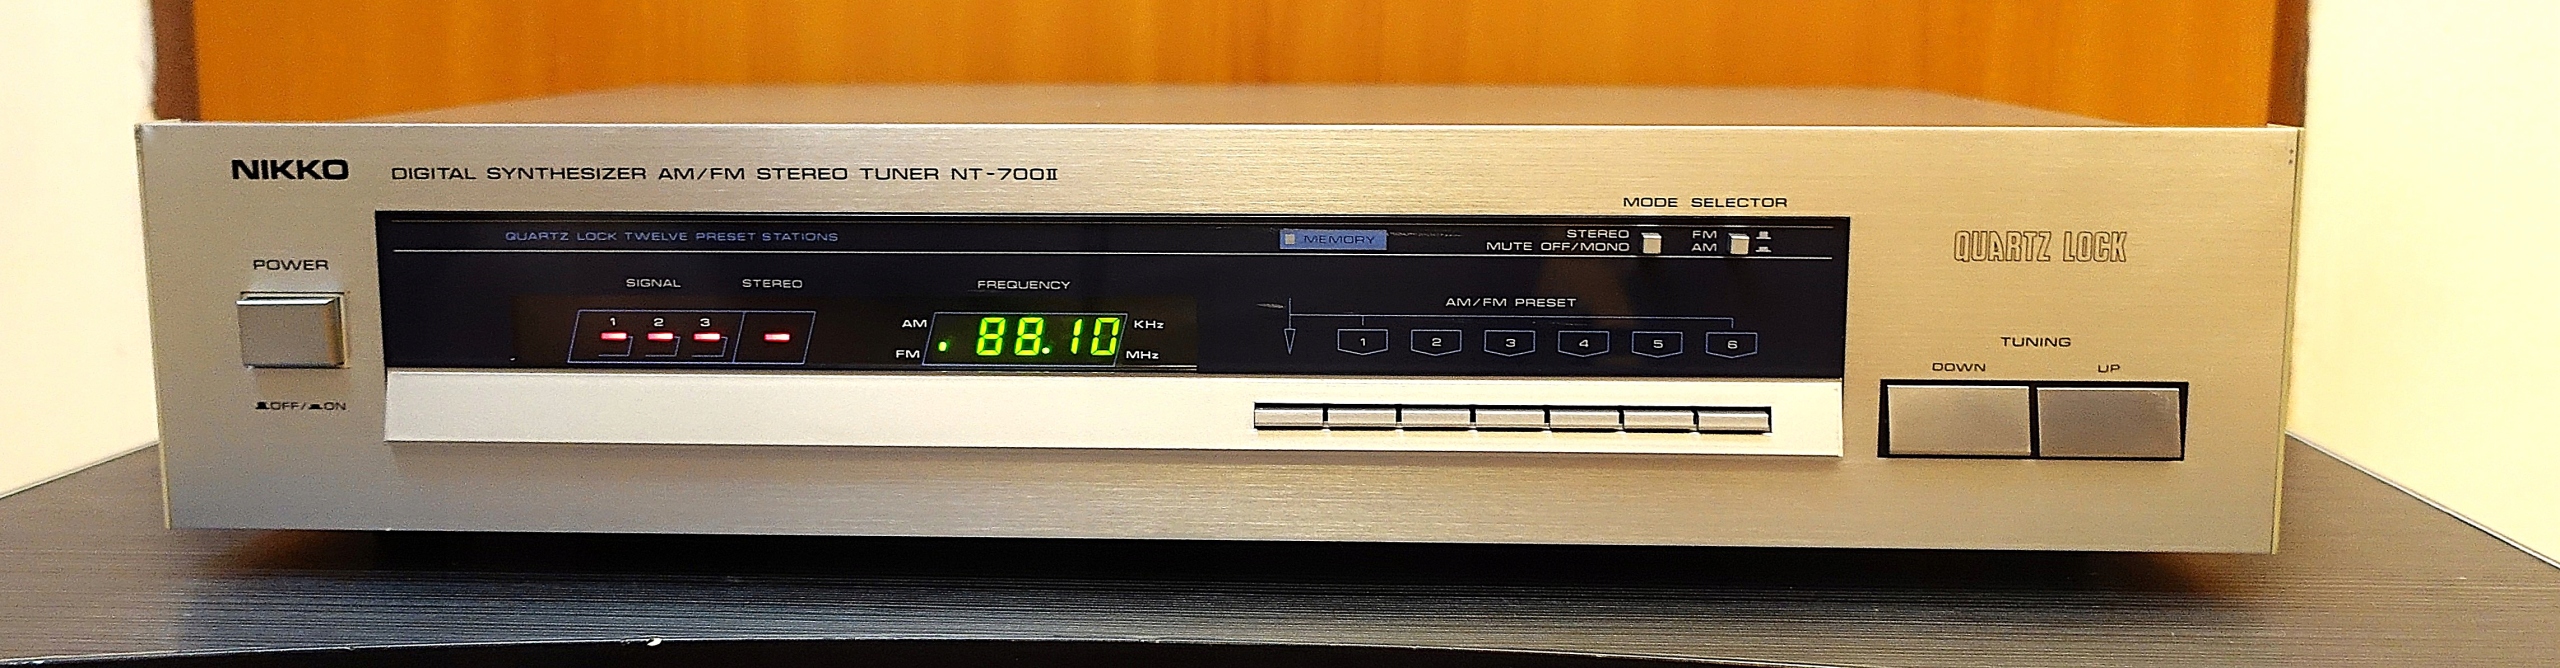 NIKKO DIGITAL SYNTHESIZER AM/FM STEREO TUNER NT-700II
MODE SELECTOR
QUARTZ LOCK TWELVE PRESET STATIONS
MEMORY
STEREO
MUTE OFF/MONO
FM
AM
QUARTZ LOCK
POWER
OFF/ON
SIGNAL
1 2 3
STEREO
FREQUENCY
AM
FM
88.10
KHz
MHz
AM/FM PRESET
1 2 3 4 5 6
TUNING
DOWN UP